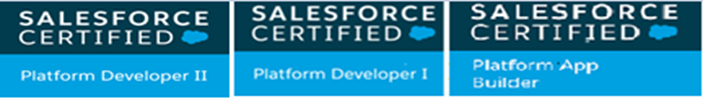 SALESFORCE
CERTIFIED
Platform Developer II
SALESFORCE
CERTIFIED
Platform Developer I
SALESFORCE
CERTIFIED
Platform App
Builder